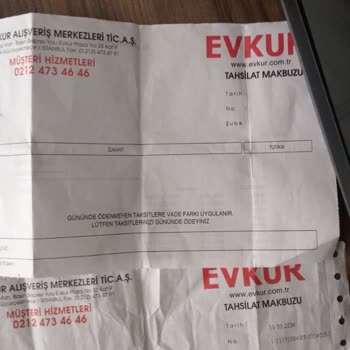 KUR ALIŞVERİŞ MERKEZLERİ TİC.A.Ş.
MÜŞTERİ HİZMETLERİ
0212 473 46 46
EVKUR
www.evkur.com.tr
TAHSİLAT MAKBUZU
Tarih
No
Şube
İZAHAT
TUTARI
GÜNÜNDE ÖDENMEYEN TAKSİTLERE VADE FARKI UYGULANIR.
LÜTFEN TAKSİTLERİNİZİ GÜNÜNDE ÖDEYİNİZ.
UR ALIŞVERİŞ MERKEZLERİ TİC.A.Ş.
MÜŞTERİ HİZMETLERİ
0212 473 46 46
EVKUR
www.evkur.com.tr
TAHSİLAT MAKBUZU
Tarih
No